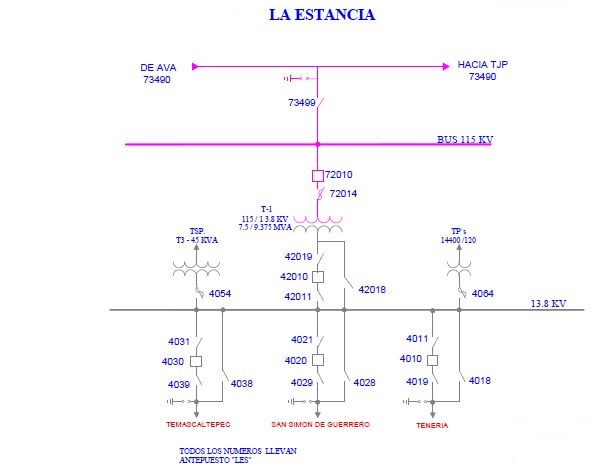 LA ESTANCIA
DE AVA
73490
HACIA TJP
73490
73499
BUS 115 KV
72010
72014
T-1
115 / 1 3.8 KV
7.5 / 9.375 MVA
TSP.
T3 - 45 KVA
TP's
14400 /120
42019
42010
42011
42018
4054
4064
13.8 KV
4031
4030
4039
4038
4021
4020
4029
4028
4011
4010
4019
4018
TEMASCALTEPEC
SAN SIMON DE GUERRERO
TENERIA
TODOS LOS NUMEROS LLEVAN
ANTEPUESTO "LES"